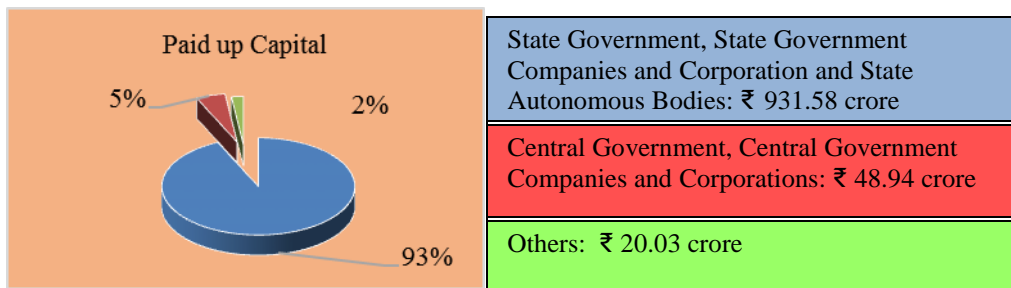 Paid up Capital
5%
2%
93%
State Government, State Government
Companies and Corporation and State
Autonomous Bodies: ₹ 931.58 crore
Central Government, Central Government
Companies and Corporations: ₹ 48.94 crore
Others: ₹ 20.03 crore